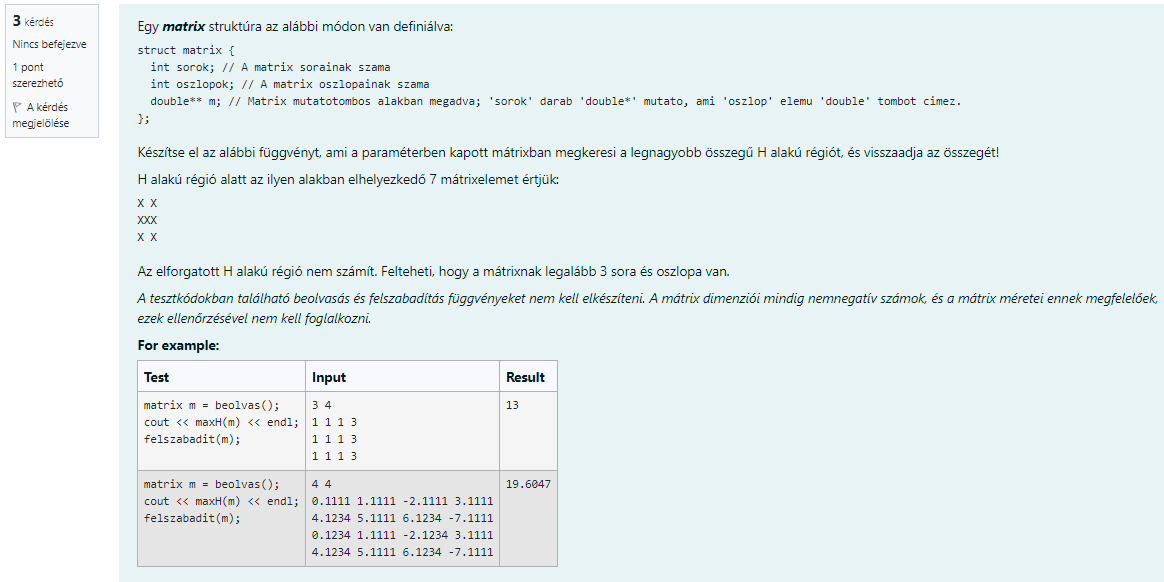 3 kérdés
Nincs befejezve
1 pont
szerezhető
A kérdés
megjelölése
Egy matrix struktúra az alábbi módon van definiálva:
struct matrix {
  int sorok; // A matrix sorainak szama
  int oszlopok; // A matrix oszlopainak szama
  double** m; // Matrix mutatotombos alakban megadva; 'sorok' darab 'double*' mutato, ami 'oszlop' elemu 'double' tombot cimez.
};
Készítse el az alábbi függvényt, ami a paraméterben kapott mátrixban megkeresi a legnagyobb összegű H alakú régiót, és visszaadja az összegét!
H alakú régió alatt az ilyen alakban elhelyezkedő 7 mátrixelemet értjük:
X X
XXX
X X
Az elforgatott H alakú régió nem számít. Felteheti, hogy a mátrixnak legalább 3 sora és oszlopa van.
A tesztkódokban található beolvasás és felszabadítás függvényeket nem kell elkészíteni. A mátrix dimenziói mindig nemnegatív számok, és a mátrix méretei ennek megfelelőek,
ezek ellenőrzésével nem kell foglalkozni.
For example:
Test Input Result
matrix m = beolvas(); 3 4 13
cout << maxH(m) << endl; 1 1 1 3
felszabadit(m); 1 1 1 3
1 1 1 3
matrix m = beolvas(); 4 4 19.6047
cout << maxH(m) << endl; 0.1111 1.1111 -2.1111 3.1111
felszabadit(m); 4.1234 5.1111 6.1234 -7.1111
0.1234 1.1111 -2.1234 3.1111
4.1234 5.1111 6.1234 -7.1111